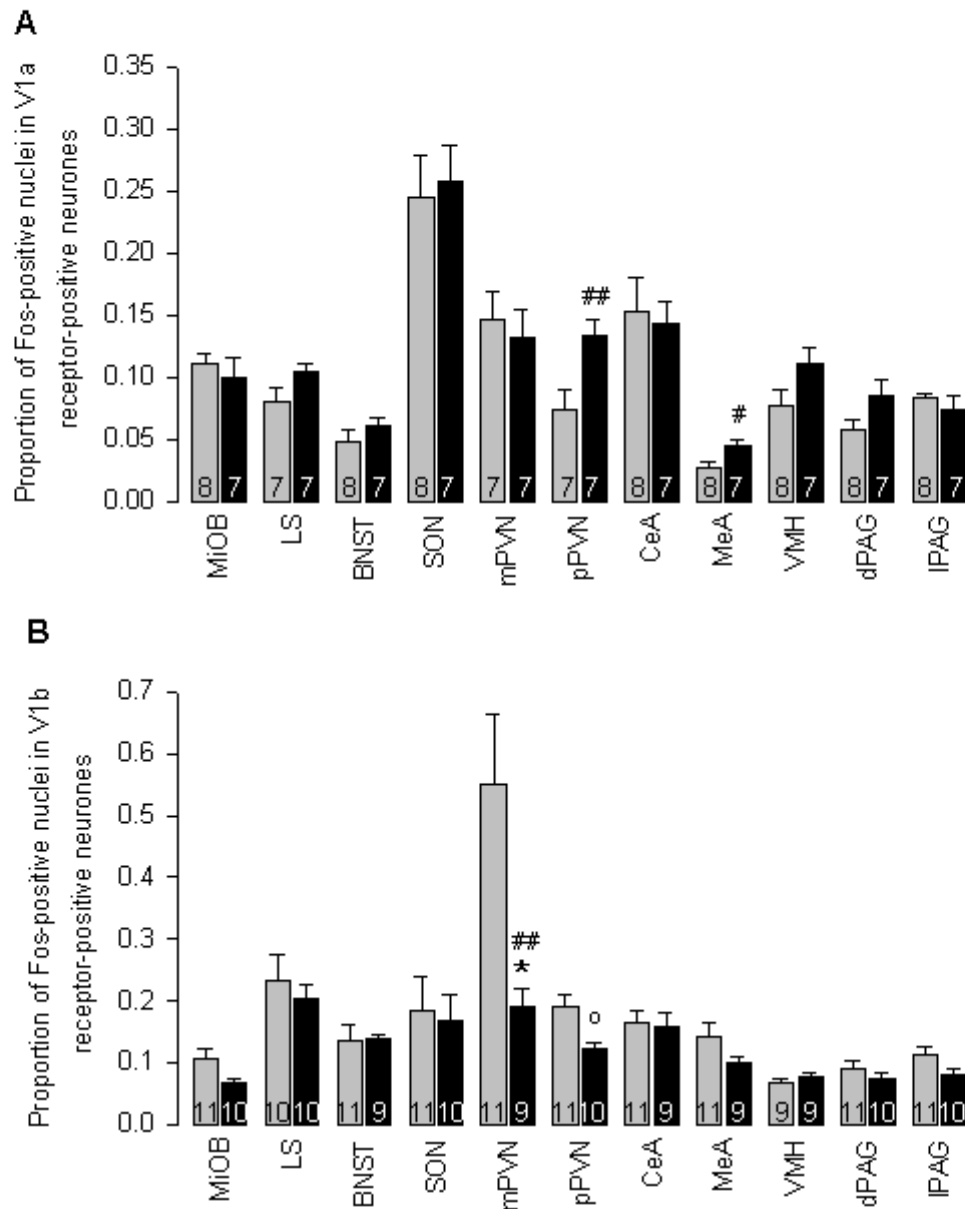 A
Proportion of Fos-positive nuclei in V1a
receptor-positive neurones
0.35
0.30
0.25
0.20
0.15
0.10
0.05
0.00
##
#
8 7 7 7 8 7 8 7 7 7 7 7 8 7 8 7 8 7 8 7 8 7
MiOB LS BNST SON mPVN pPVN CeA MeA VMH dPAG lPAG
B
Proportion of Fos-positive nuclei in V1b
receptor-positive neurones
0.7
0.6
0.5
0.4
0.3
0.2
0.1
0.0
##
*
o
11 10 10 10 11 9 11 10 11 9 11 10 11 9 11 9 9 9 11 10 11 10
MiOB LS BNST SON mPVN pPVN CeA MeA VMH dPAG lPAG